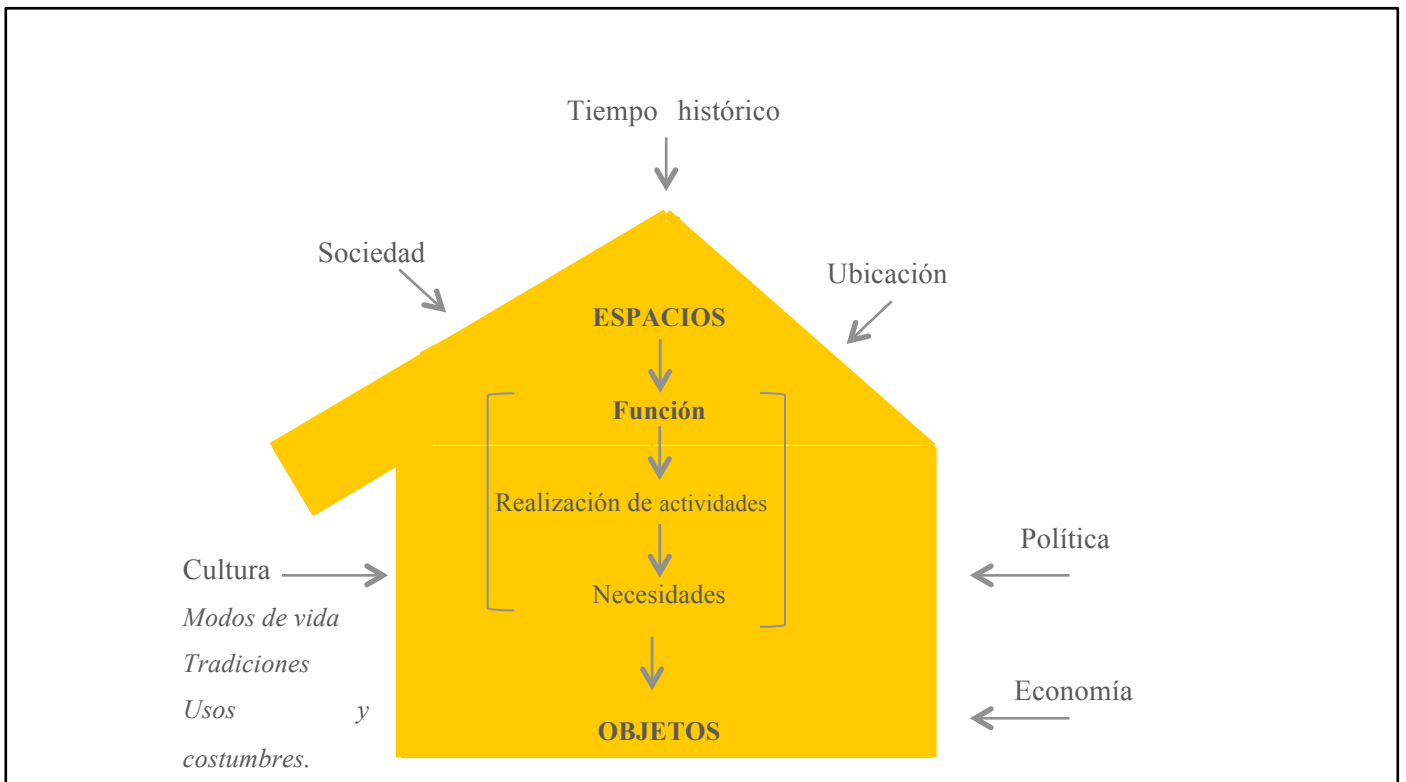 Tiempo histórico
Sociedad
Ubicación
ESPACIOS
Función
Realización de actividades
Política
Cultura
Necesidades
Modos de vida
Tradiciones
Economía
Usos y
OBJETOS
costumbres.